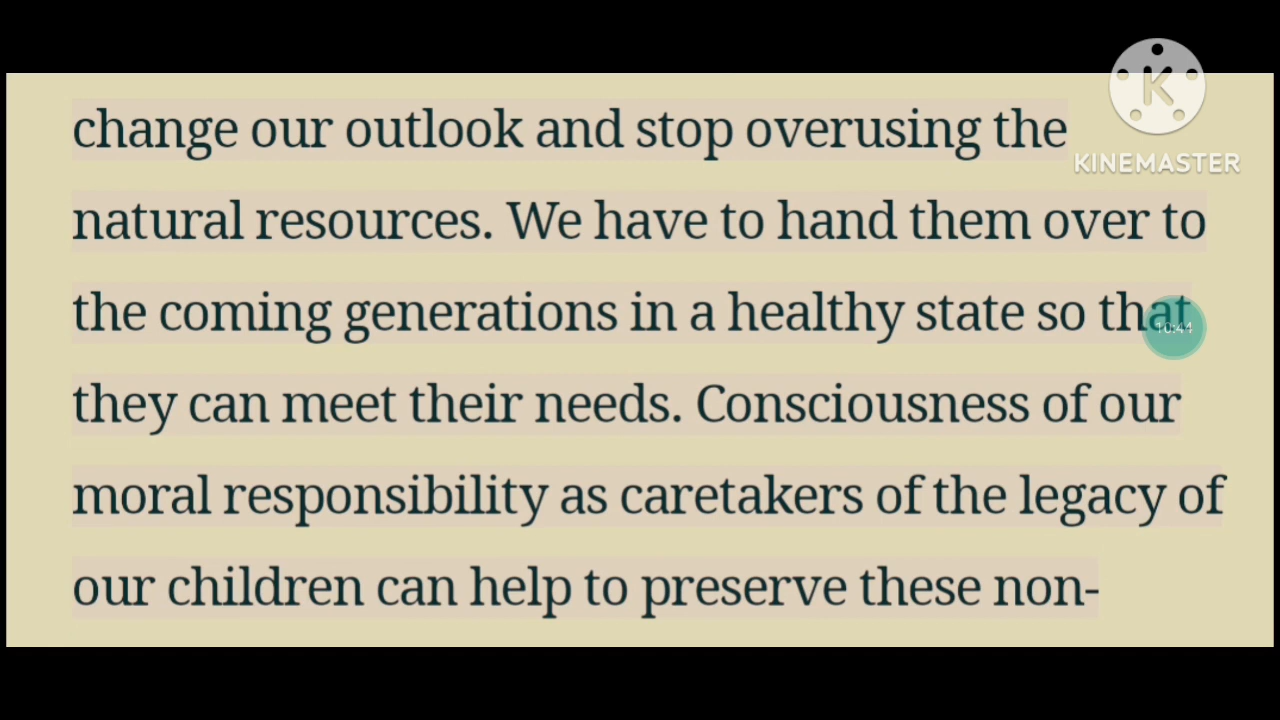 change our outlook and stop overusing the
KINEMASTER
natural resources. We have to hand them over to
the coming generations in a healthy state so that
10:44
they can meet their needs. Consciousness of our
moral responsibility as caretakers of the legacy of
our children can help to preserve these non-